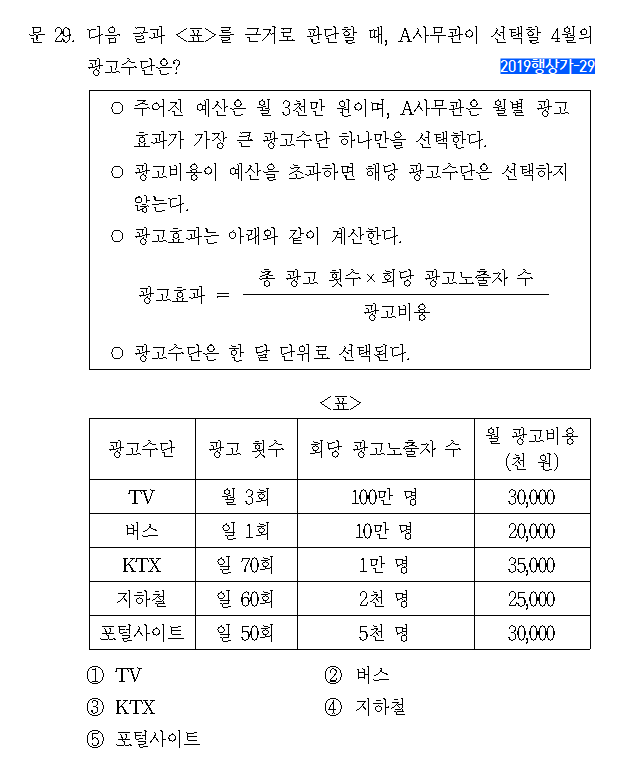 문 29. 다음 글과 <표>를 근거로 판단할 때, A사무관이 선택할 4월의
광고수단은?
2019행상가-29
○ 주어진 예산은 월 3천만 원이며, A사무관은 월별 광고
효과가 가장 큰 광고수단 하나만을 선택한다.
○ 광고비용이 예산을 초과하면 해당 광고수단은 선택하지
않는다.
○ 광고효과는 아래와 같이 계산한다.
총 광고 횟수×회당 광고노출자 수
광고효과 =
광고비용
○ 광고수단은 한 달 단위로 선택된다.
<표>
광고수단 광고 횟수 회당 광고노출자 수 월 광고비용
(천 원)
TV 월 3회 100만 명 30,000
버스 일 1회 10만 명 20,000
KTX 일 70회 1만 명 35,000
지하철 일 60회 2천 명 25,000
포털사이트 일 50회 5천 명 30,000
① TV ② 버스
③ KTX ④ 지하철
⑤ 포털사이트